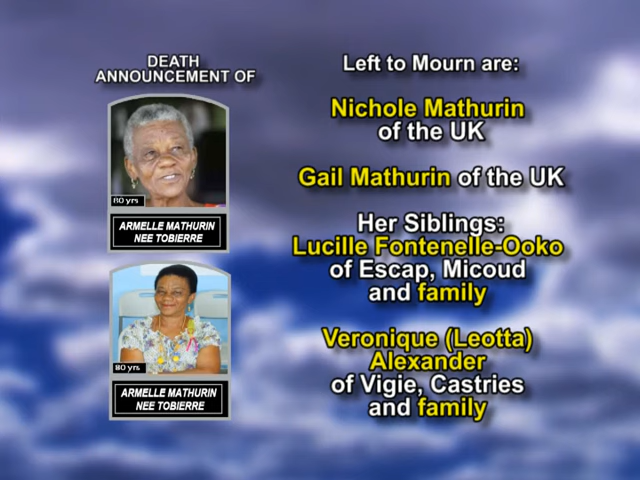 DEATH
ANNOUNCEMENT OF
80 yrs
ARMELLE MATHURIN
NEE TOBIERRE
80 yrs
ARMELLE MATHURIN
NEE TOBIERRE
Left to Mourn are:
Nichole Mathurin
of the UK
Gail Mathurin of the UK
Her Siblings:
Lucille Fontenelle-Ooko
of Escap, Micoud
and family
Veronique (Leotta)
Alexander
of Vigie, Castries
and family